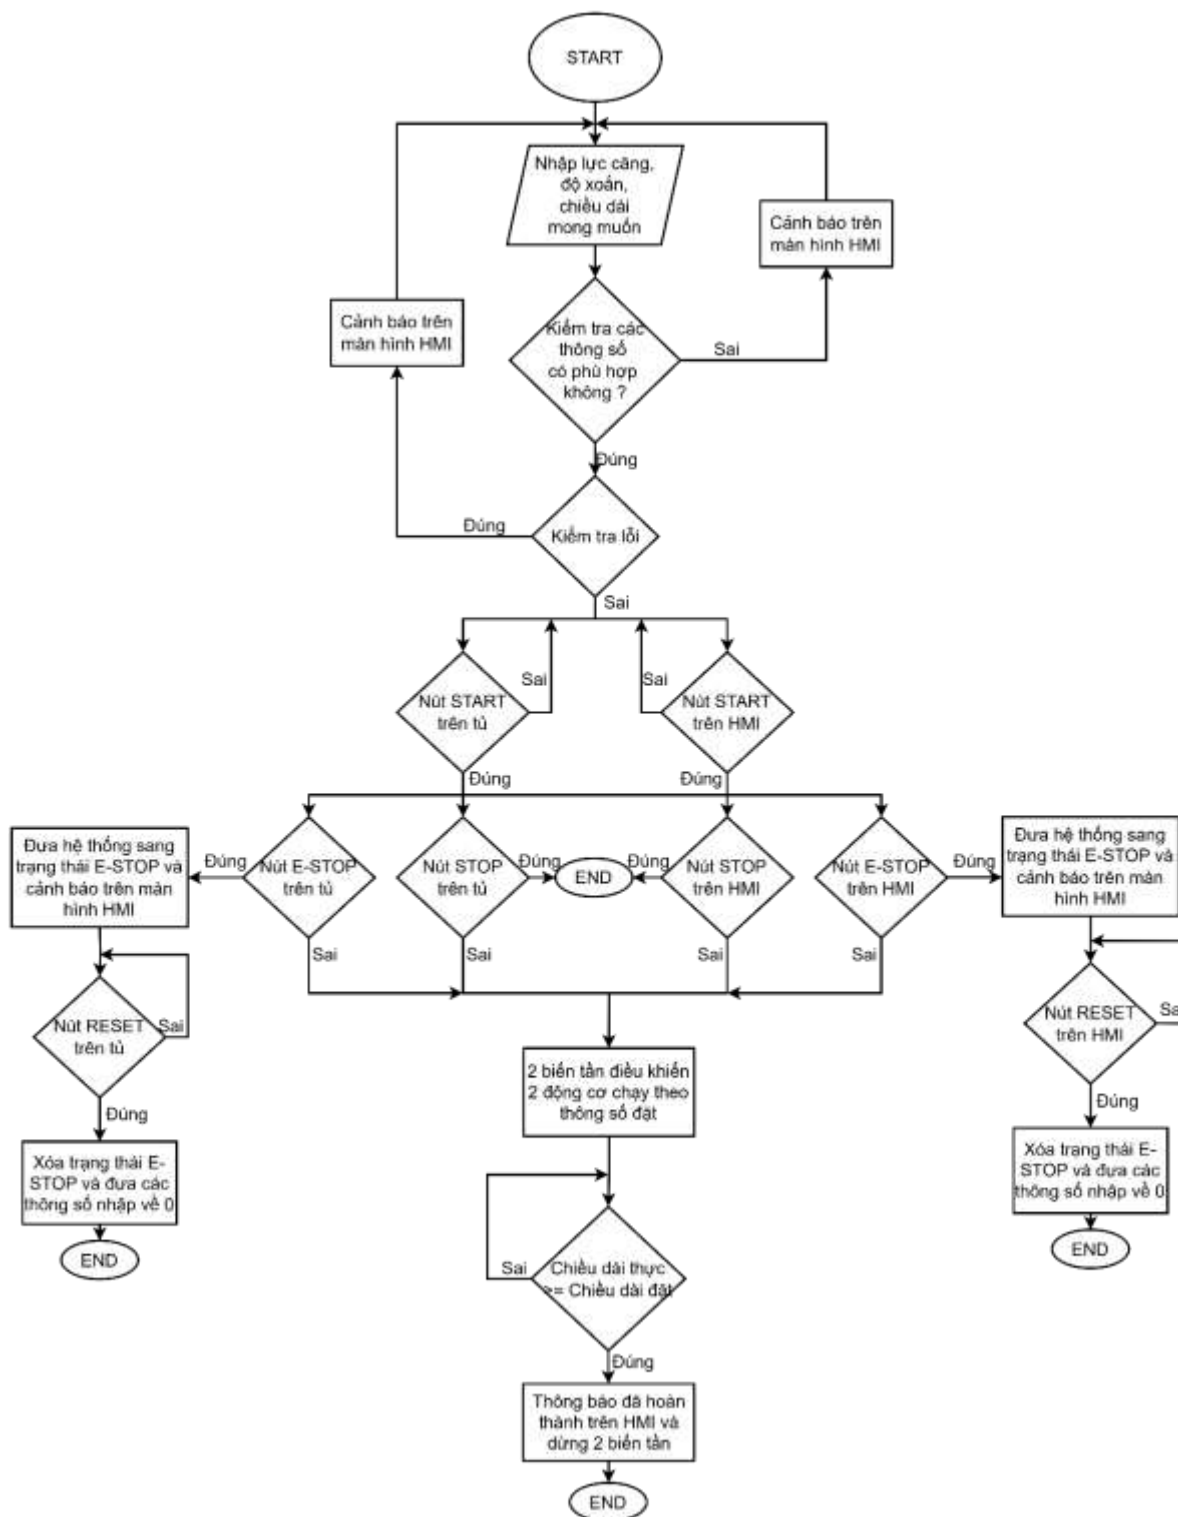 START
Nhập lực căng,
độ xoắn,
chiều dài
mong muốn
Cảnh báo trên
màn hình HMI
Cảnh báo trên
màn hình HMI
Kiểm tra các
thông số
có phù hợp
không ?
Sai
Đúng
Đúng
Kiểm tra lỗi
Sai
Sai
Sai
Nút START
trên tủ
Nút START
trên HMI
Đúng
Đúng
Đưa hệ thống sang
trạng thái E-STOP và
cảnh báo trên màn
hình HMI
Đúng
Nút E-STOP
trên tủ
Nút STOP
trên tủ
Đúng
END
Đúng
Nút STOP
trên HMI
Nút E-STOP
trên HMI
Đúng
Đưa hệ thống sang
trạng thái E-STOP và
cảnh báo trên màn
hình HMI
Sai
Sai
Sai
Sai
Nút RESET
trên tủ
Sai
Nút RESET
trên HMI
Sai
2 biến tần điều khiển
2 động cơ chạy theo
thông số đặt
Đúng
Đúng
Xóa trạng thái E-
STOP và đưa các
thông số nhập về 0
Xóa trạng thái E-
STOP và đưa các
thông số nhập về 0
END
END
Sai
Chiều dài thực
>= Chiều dài đặt
Đúng
Thông báo đã hoàn
thành trên HMI và
dừng 2 biến tần
END